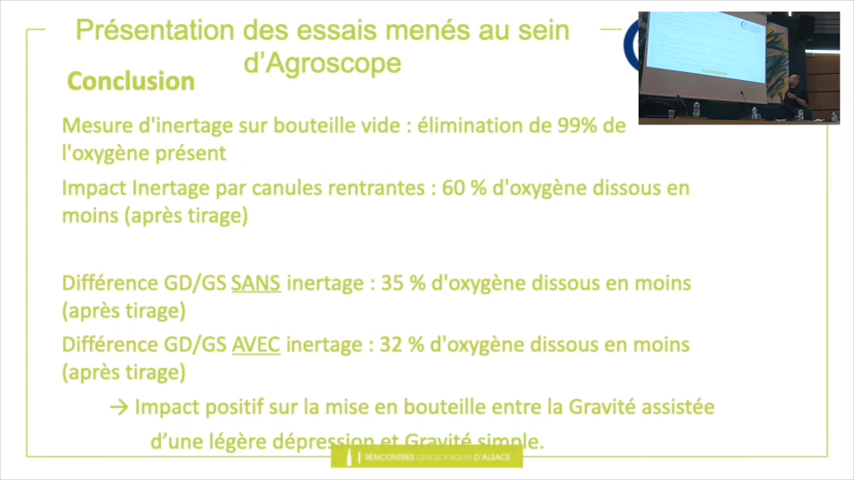 Présentation des essais menés au sein
d'Agroscope
Conclusion
Mesure d'inertage sur bouteille vide : élimination de 99% de
l'oxygène présent
Impact Inertage par canules rentrantes : 60 % d'oxygène dissous en
moins (après tirage)
Différence GD/GS SANS inertage : 35 % d'oxygène dissous en moins
(après tirage)
Différence GD/GS AVEC inertage : 32 % d'oxygène dissous en moins
(après tirage)
→ Impact positif sur la mise en bouteille entre la Gravité assistée
d'une légère dépression et Gravité simple.
RENCONTRES ŒNOLOGIQUES D'ALSACE